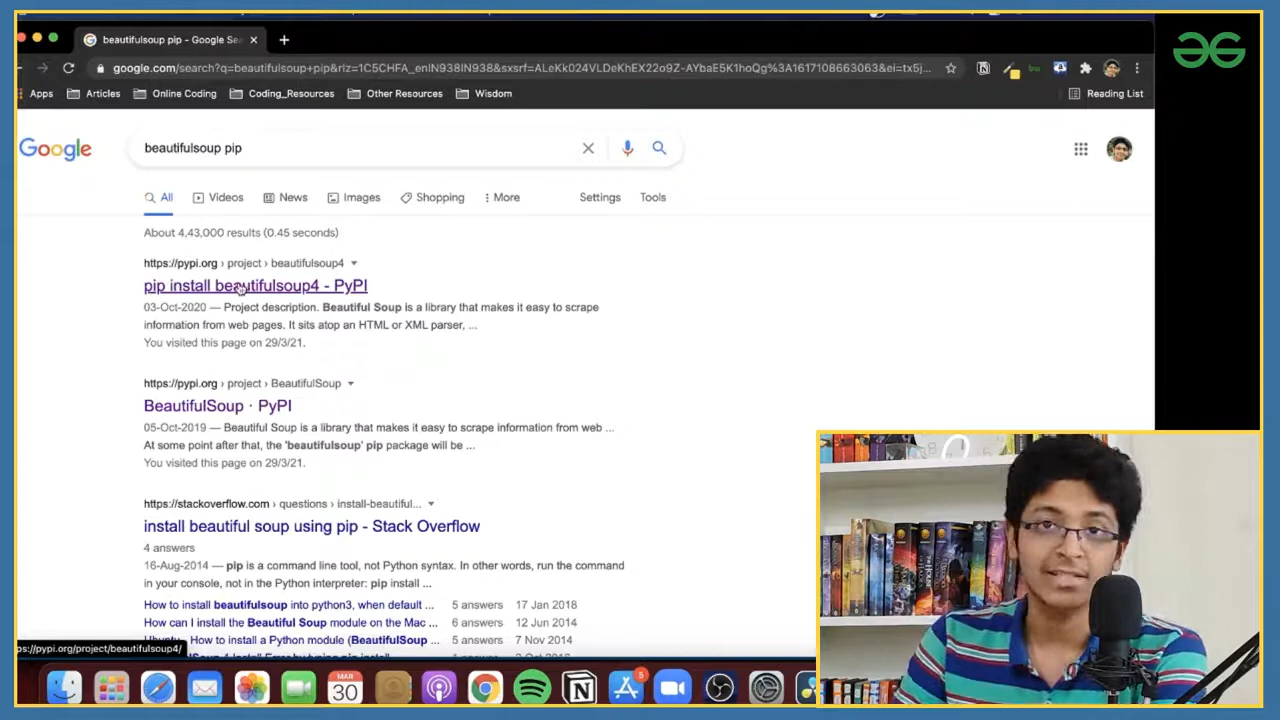 beautifulsoup pip - Google Sea
google.com/search?q=beautifulsoup+pip&rlz=1C5CHFA_enIN938IN938&sxsrf=ALeKk024VLDeKhEX22o9Z-AYbaE5K1hoQg%3A1617108663063&ei=tx5j...
Apps Articles Online Coding Coding_Resources Other Resources Wisdom Reading List
Google beautifulsoup pip
All Videos News Images Shopping More Settings Tools
About 4,43,000 results (0.45 seconds)
https://pypi.org › project › beautifulsoup4
pip install beautifulsoup4 - PyPI
03-Oct-2020 — Project description. Beautiful Soup is a library that makes it easy to scrape
information from web pages. It sits atop an HTML or XML parser, ...
You visited this page on 29/3/21.
https://pypi.org › project › BeautifulSoup
BeautifulSoup · PyPI
05-Oct-2019 — Beautiful Soup is a library that makes it easy to scrape information from web ...
At some point after that, the 'beautifulsoup' pip package will be ...
You visited this page on 29/3/21.
https://stackoverflow.com › questions › install-beautiful...
install beautiful soup using pip - Stack Overflow
4 answers
16-Aug-2014 — pip is a command line tool, not Python syntax. In other words, run the command
in your console, not in the Python interpreter: pip install ...
How to install beautifulsoup into python3, when default ... 5 answers 17 Jan 2018
How can I install the Beautiful Soup module on the Mac ... 6 answers 12 Jun 2014
Ubuntu - How to install a Python module (BeautifulSoup ... 5 answers 7 Nov 2014
ps://pypi.org/project/beautifulsoup4/
MAR
30
5